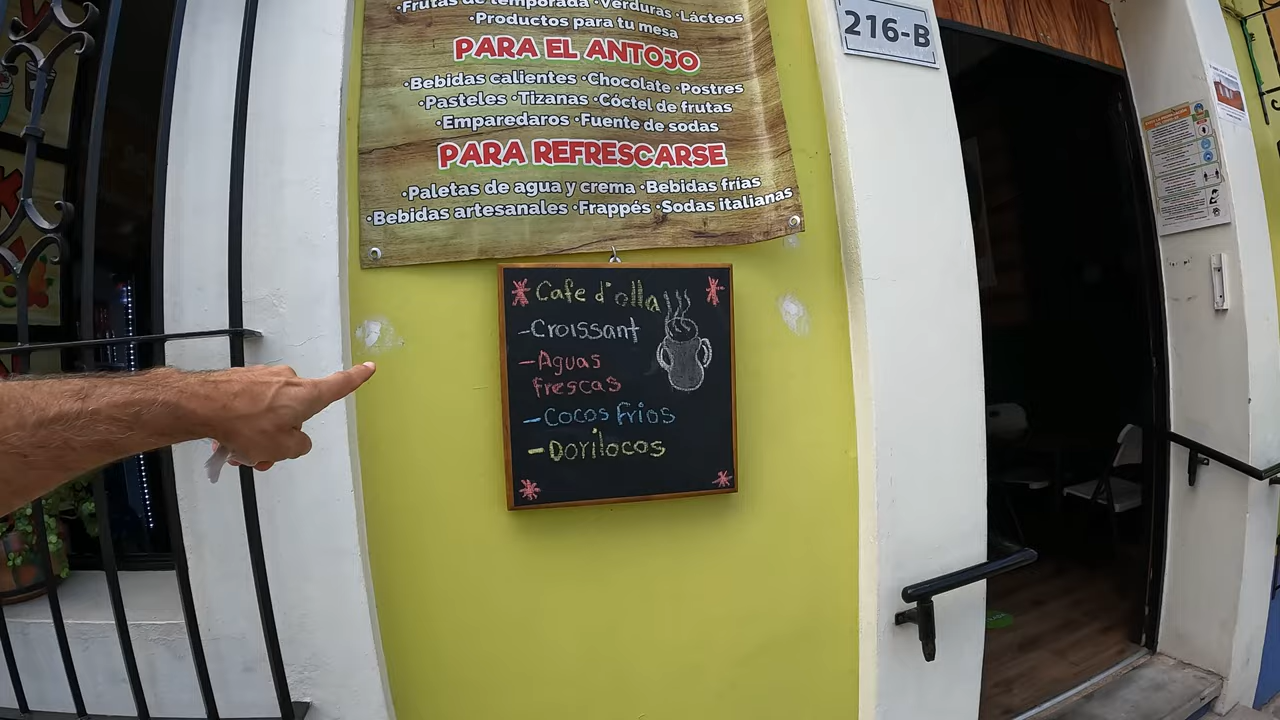 ·Frutas de temporada ·Verduras ·Lácteos
·Productos para tu mesa
PARA EL ANTOJO
·Bebidas calientes ·Chocolate ·Postres
·Pasteles ·Tizanas ·Cóctel de frutas
·Emparedaros ·Fuente de sodas
PARA REFRESCARSE
·Paletas de agua y crema ·Bebidas frías
·Bebidas artesanales ·Frappés ·Sodas italianas
216-B
Cafe d'olla
-Croissant
-Aguas
frescas
-Cocos frios
-Dorilocos